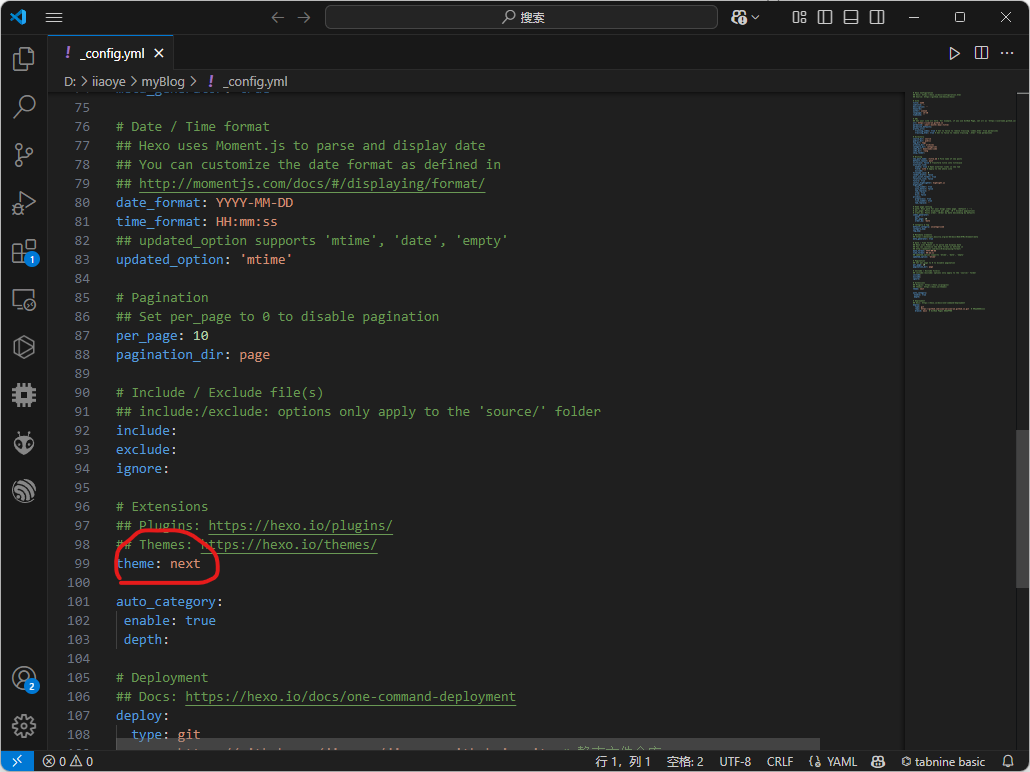 搜索
_config.yml
D: > iiaoye > myBlog > ! _config.yml
75
76 # Date / Time format
77 ## Hexo uses Moment.js to parse and display date
78 ## You can customize the date format as defined in
79 ## http://momentjs.com/docs/#/displaying/format/
80 date_format: YYYY-MM-DD
81 time_format: HH:mm:ss
82 ## updated_option supports 'mtime', 'date', 'empty'
83 updated_option: 'mtime'
84
85 # Pagination
86 ## Set per_page to 0 to disable pagination
87 per_page: 10
88 pagination_dir: page
89
90 # Include / Exclude file(s)
91 ## include:/exclude: options only apply to the 'source/' folder
92 include:
93 exclude:
94 ignore:
95
96 # Extensions
97 ## Plugins: https://hexo.io/plugins/
98 ## Themes: https://hexo.io/themes/
99 theme: next
100
101 auto_category:
102 enable: true
103 depth:
104
105 # Deployment
106 ## Docs: https://hexo.io/docs/one-command-deployment
107 deploy:
108 type: git
1
2
0 0 行 1，列 1 空格: 2 UTF-8 CRLF {} YAML tabnine basic